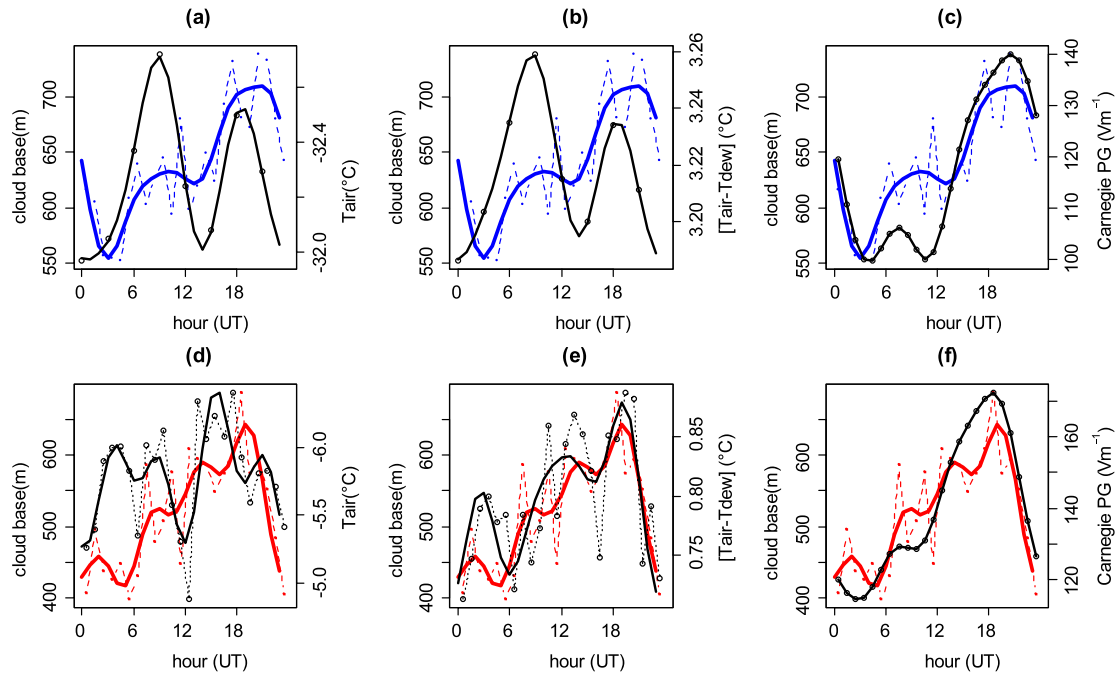 (a)
(b)
(c)
cloud base(m)
550 600 650 700
-32.4
-32.0
Tair(°C)
0 6 12 18
hour (UT)
cloud base(m)
550 600 650 700
3.20 3.22 3.24 3.26
[Tair-Tdew] (°C)
0 6 12 18
hour (UT)
cloud base(m)
550 600 650 700
100 110 120 130 140
Carnegie PG (Vm⁻¹)
0 6 12 18
hour (UT)
(d)
(e)
(f)
cloud base(m)
400 500 600
-6.0
-5.5
-5.0
Tair(°C)
0 6 12 18
hour (UT)
cloud base(m)
400 500 600
0.75 0.80 0.85
[Tair-Tdew] (°C)
0 6 12 18
hour (UT)
cloud base(m)
400 500 600
120 140 160
Carnegie PG (Vm⁻¹)
0 6 12 18
hour (UT)